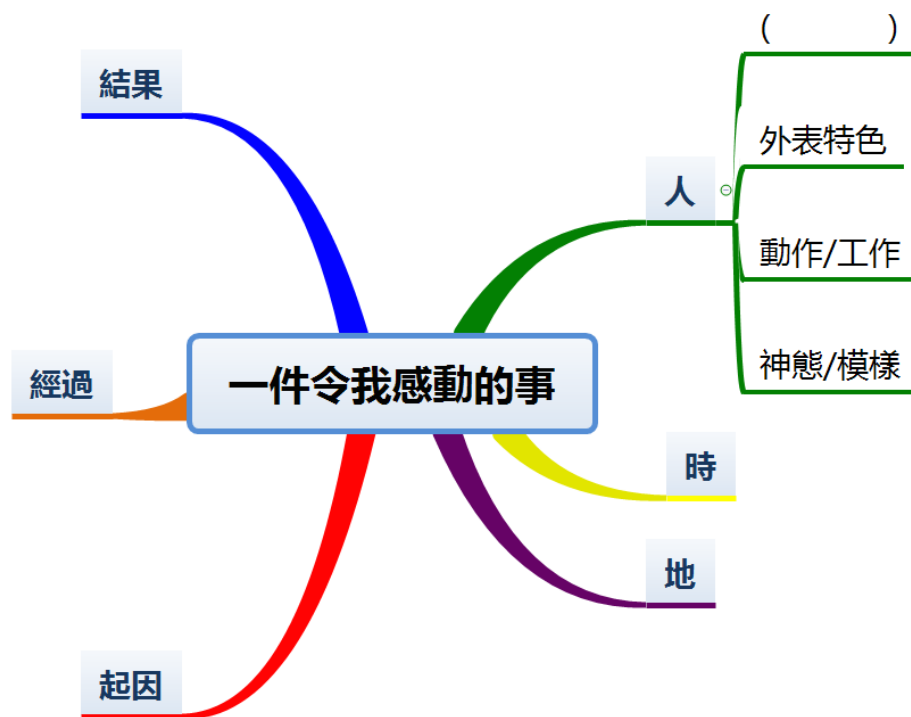 (　　　　)
結果
外表特色
人
動作/工作
神態/模樣
經過
一件令我感動的事
時
地
起因